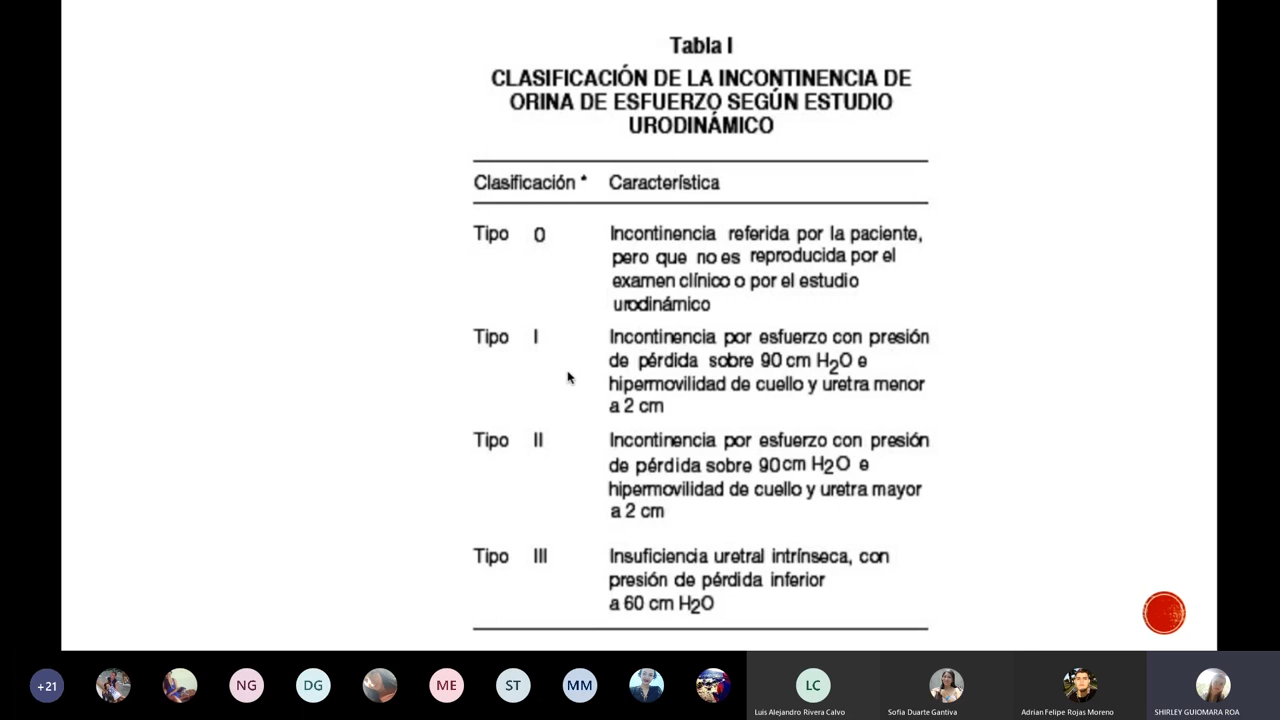 Tabla I
CLASIFICACIÓN DE LA INCONTINENCIA DE
ORINA DE ESFUERZO SEGÚN ESTUDIO
URODINÁMICO
Clasificación * Característica
Tipo 0 Incontinencia referida por la paciente,
pero que no es reproducida por el
examen clínico o por el estudio
urodinámico
Tipo I Incontinencia por esfuerzo con presión
de pérdida sobre 90 cm H2O e
hipermovilidad de cuello y uretra menor
a 2 cm
Tipo II Incontinencia por esfuerzo con presión
de pérdida sobre 90 cm H2O e
hipermovilidad de cuello y uretra mayor
a 2 cm
Tipo III Insuficiencia uretral intrínseca, con
presión de pérdida inferior
a 60 cm H2O
+21 NG DG ME ST MM LC
Luis Alejandro Rivera Calvo Sofia Duarte Gantiva Adrian Felipe Rojas Moreno SHIRLEY GUIOMARA ROA